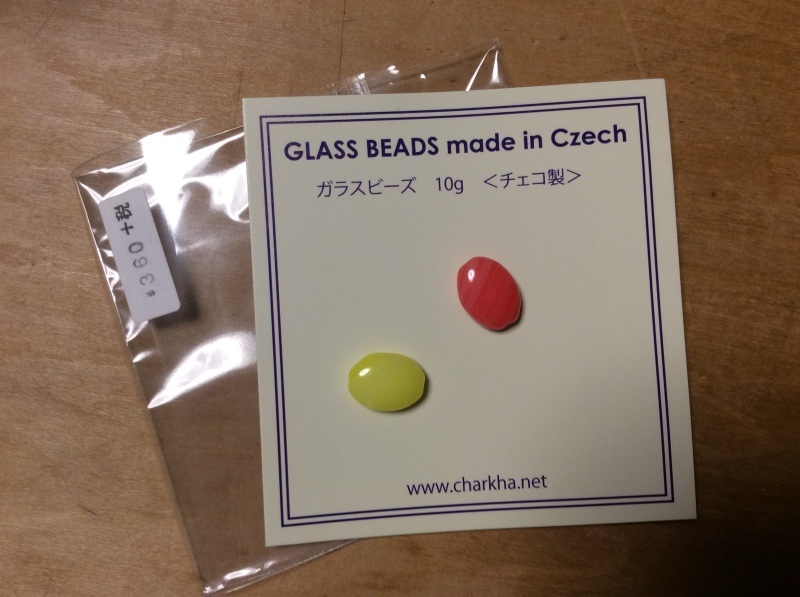 GLASS BEADS made in Czech
ガラスビーズ 10g <チェコ製>
www.charkha.net
360+税